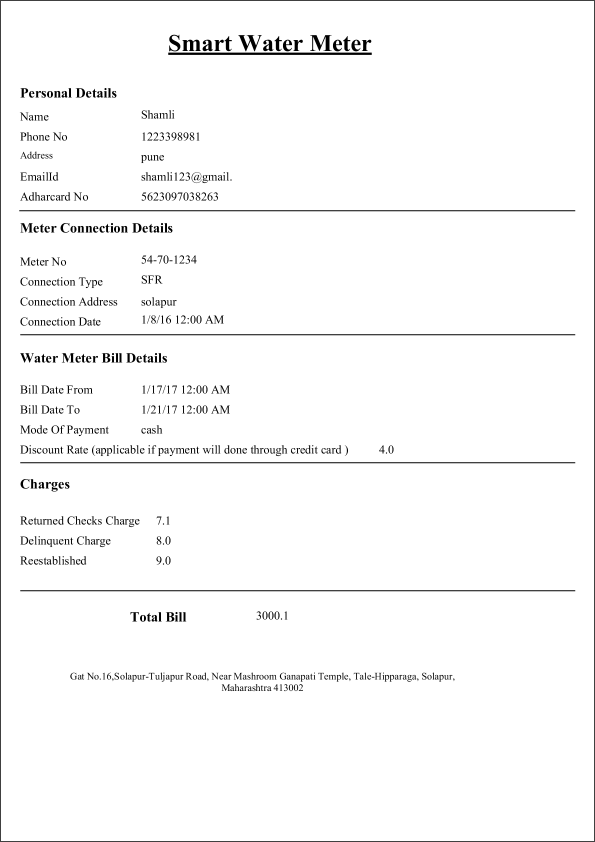 Smart Water Meter
Personal Details
Name Shamli
Phone No 1223398981
Address pune
EmailId shamli123@gmail.
Adharcard No 5623097038263
Meter Connection Details
Meter No 54-70-1234
Connection Type SFR
Connection Address solapur
Connection Date 1/8/16 12:00 AM
Water Meter Bill Details
Bill Date From 1/17/17 12:00 AM
Bill Date To 1/21/17 12:00 AM
Mode Of Payment cash
Discount Rate (applicable if payment will done through credit card ) 4.0
Charges
Returned Checks Charge 7.1
Delinquent Charge 8.0
Reestablished 9.0
Total Bill 3000.1
Gat No.16,Solapur-Tuljapur Road, Near Mashroom Ganapati Temple, Tale-Hipparaga, Solapur,
Maharashtra 413002